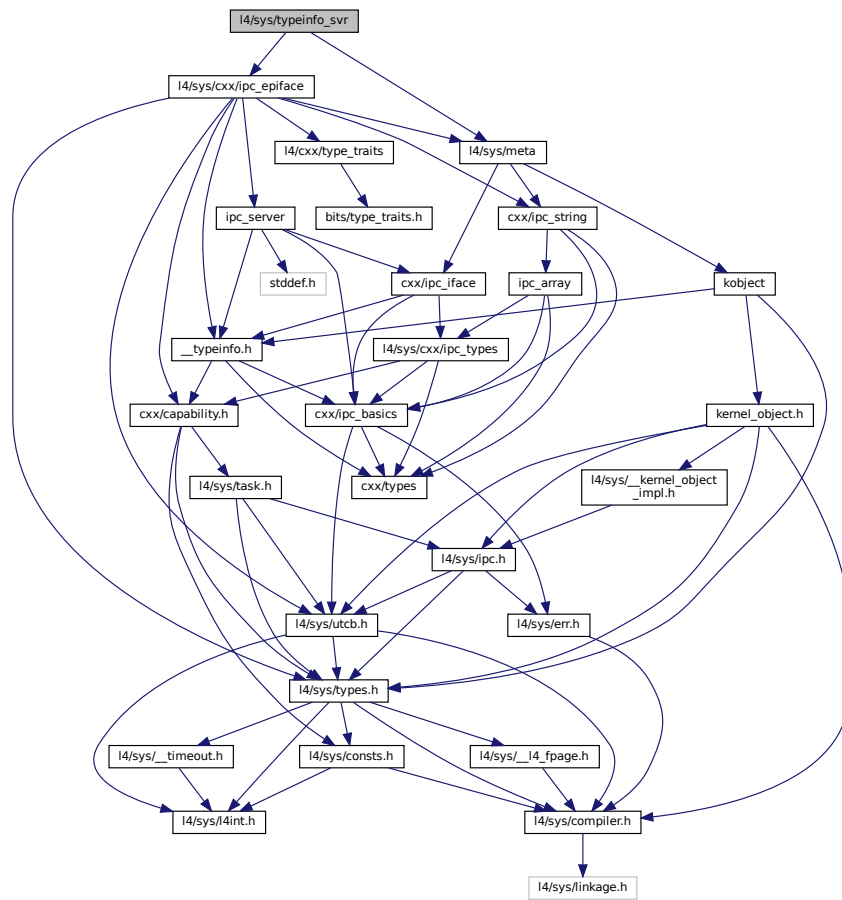 l4/sys/typeinfo_svr
l4/sys/cxx/ipc_epiface
l4/cxx/type_traits
l4/sys/meta
ipc_server
bits/type_traits.h
cxx/ipc_string
stddef.h
cxx/ipc_iface
ipc_array
kobject
__typeinfo.h
l4/sys/cxx/ipc_types
cxx/capability.h
cxx/ipc_basics
kernel_object.h
l4/sys/task.h
cxx/types
l4/sys/__kernel_object
_impl.h
l4/sys/ipc.h
l4/sys/utcb.h
l4/sys/err.h
l4/sys/types.h
l4/sys/__timeout.h
l4/sys/consts.h
l4/sys/__l4_fpage.h
l4/sys/l4int.h
l4/sys/compiler.h
l4/sys/linkage.h